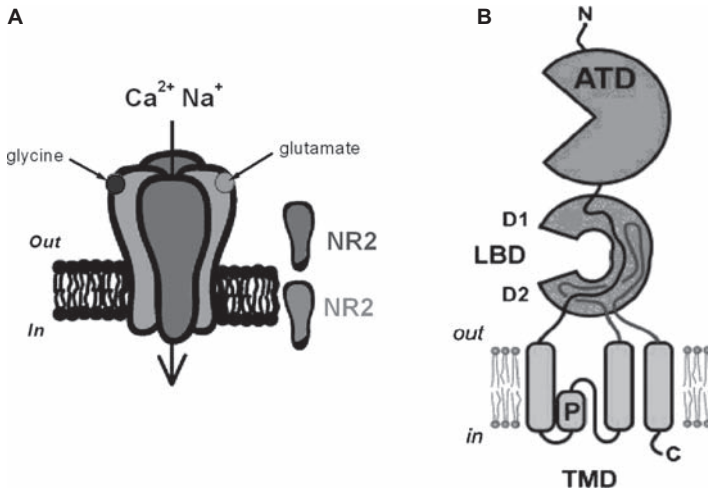 A
Ca²⁺ Na⁺
glycine
glutamate
Out
In
NR2
NR2
B
N
ATD
D1
LBD
D2
out
in
P
C
TMD